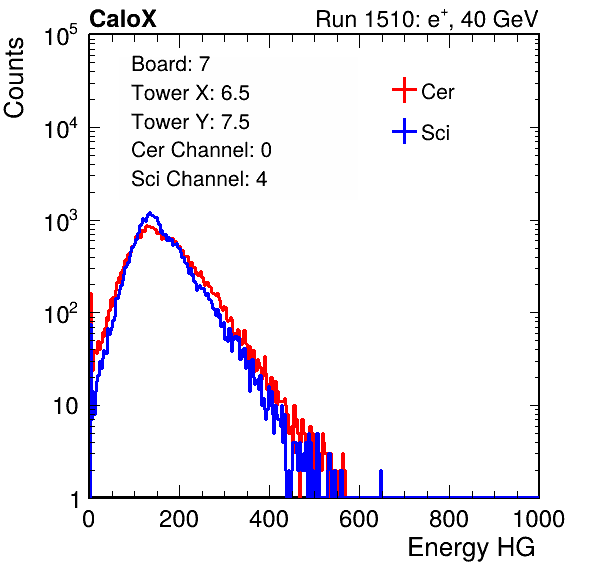 CaloX Run 1510: e⁺, 40 GeV
Counts
10⁵
10⁴
10³
10²
10
1
Board: 7
Tower X: 6.5
Tower Y: 7.5
Cer Channel: 0
Sci Channel: 4
Cer
Sci
0 200 400 600 800 1000
Energy HG